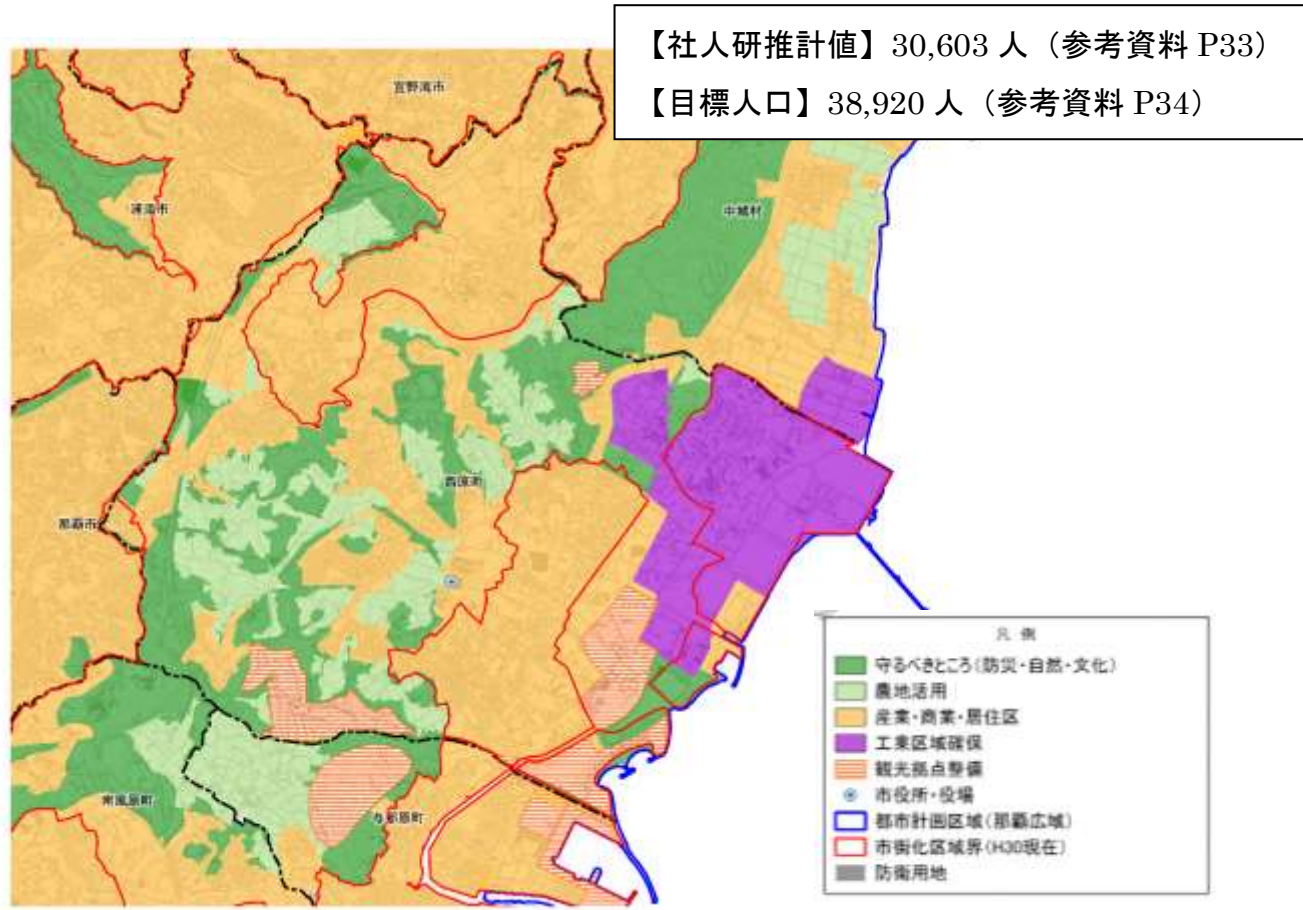 【社人研推計値】30,603 人（参考資料 P33）
【目標人口】38,920 人（参考資料 P34）
宜野湾市
浦添市
中城村
西原町
那覇市
南風原町
与那原町
凡 例
守るべきところ（防災・自然・文化）
農地活用
産業・商業・居住区
工業区域確保
観光拠点整備
市役所・役場
都市計画区域（那覇広域）
市街化区域界（H30現在）
防衛用地